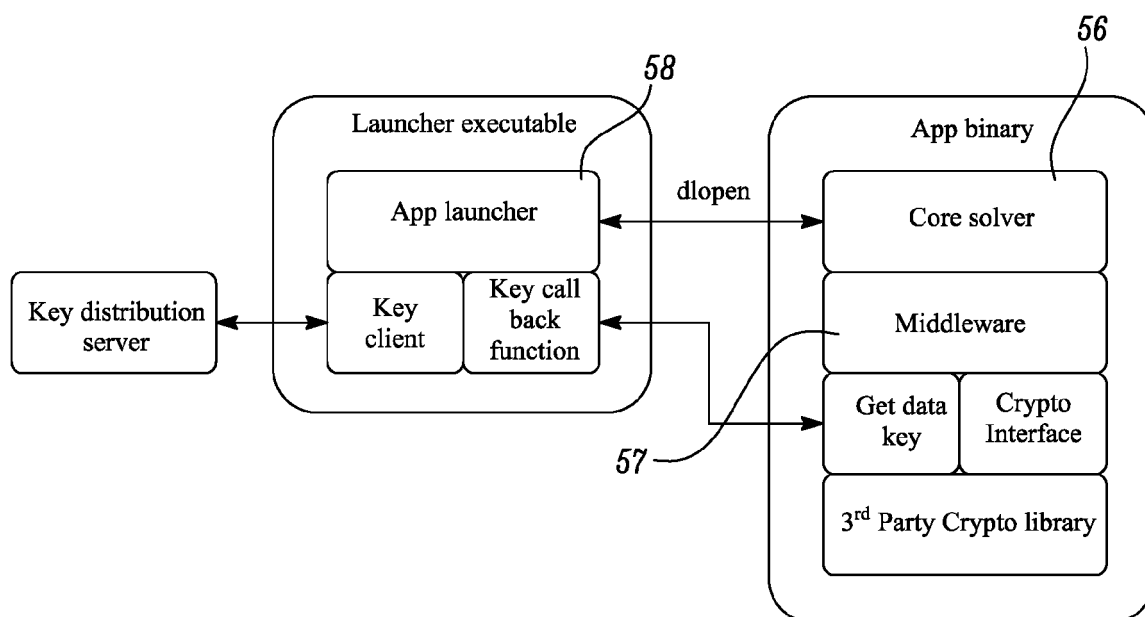 56
58
Launcher executable
App binary
App launcher
dlopen
Core solver
Key distribution
server
Key
client
Key call
back
function
Middleware
Get data
key
Crypto
Interface
57
3rd Party Crypto library